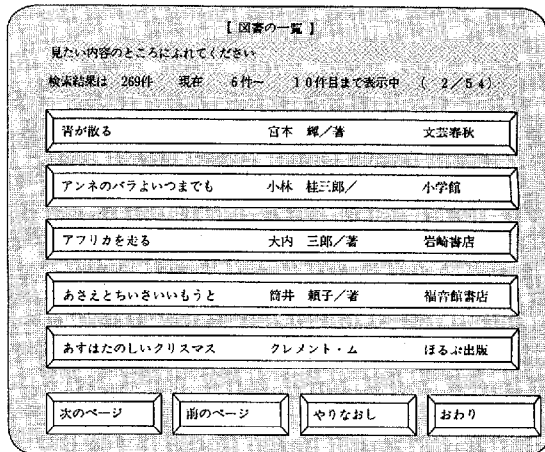 【 図書の一覧 】
見たい内容のところにふれてください
検索結果は 269件 現在 6件〜 10件目まで表示中 ( 2/54)
青が散る 宮本 輝/著 文芸春秋
アンネのバラよいつまでも 小林 桂三郎/ 小学館
アフリカを走る 大内 三郎/著 岩崎書店
あさえとちいさいいもうと 筒井 頼子/著 福音館書店
あすはたのしいクリスマス クレメント・ム ほるぷ出版
次のページ 前のページ やりなおし おわり